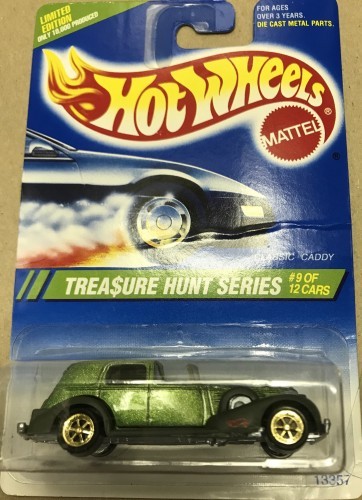 LIMITED
EDITION
ONLY 10,000 PRODUCED
FOR AGES
OVER 3 YEARS.
DIE CAST METAL PARTS.
HOT WHEELS
MATTEL
CLASSIC CADDY
TREA$URE HUNT SERIES
#9 OF
12 CARS
13357